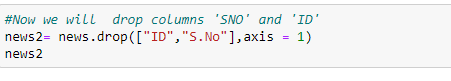 #Now we will  drop columns 'SNO' and 'ID'
news2= news.drop(["ID","S.No"],axis = 1)
news2